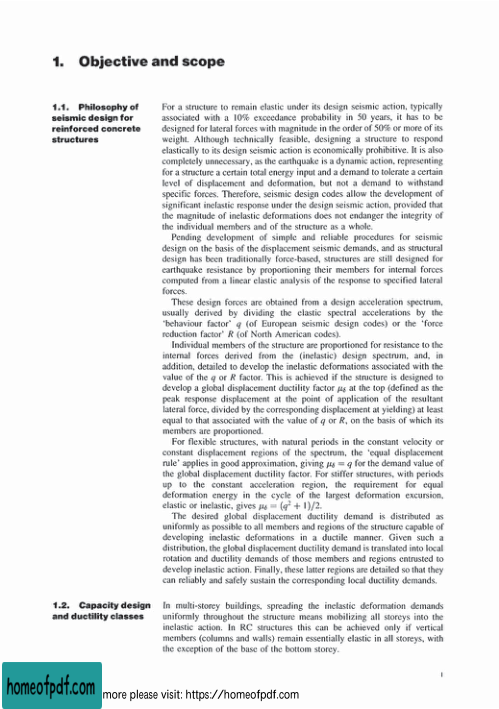 1. Objective and scope
1.1. Philosophy of
seismic design for
reinforced concrete
structures
For a structure to remain elastic under its design seismic action, typically
associated with a 10% exceedance probability in 50 years, it has to be
designed for lateral forces with magnitude in the order of 50% or more of its
weight. Although technically feasible, designing a structure to respond
elastically to its design seismic action is economically prohibitive. It is also
completely unnecessary, as the earthquake is a dynamic action, representing
for a structure a certain total energy input and a demand to tolerate a certain
level of displacement and deformation, but not a demand to withstand
specific forces. Therefore, seismic design codes allow the development of
significant inelastic response under the design seismic action, provided that
the magnitude of inelastic deformations does not endanger the integrity of
the individual members and of the structure as a whole.
Pending development of simple and reliable procedures for seismic
design on the basis of the displacement seismic demands, and as structural
design has been traditionally force-based, structures are still designed for
earthquake resistance by proportioning their members for internal forces
computed from a linear elastic analysis of the response to specified lateral
forces.
These design forces are obtained from a design acceleration spectrum,
usually derived by dividing the elastic spectral accelerations by the
'behaviour factor' q (of European seismic design codes) or the 'force
reduction factor' R (of North American codes).
Individual members of the structure are proportioned for resistance to the
internal forces derived from the (inelastic) design spectrum, and, in
addition, detailed to develop the inelastic deformations associated with the
value of the q or R factor. This is achieved if the structure is designed to
develop a global displacement ductility factor μδ at the top (defined as the
peak response displacement at the point of application of the resultant
lateral force, divided by the corresponding displacement at yielding) at least
equal to that associated with the value of q or R, on the basis of which its
members are proportioned.
For flexible structures, with natural periods in the constant velocity or
constant displacement regions of the spectrum, the 'equal displacement
rule' applies in good approximation, giving μδ = q for the demand value of
the global displacement ductility factor. For stiffer structures, with periods
up to the constant acceleration region, the requirement for equal
deformation energy in the cycle of the largest deformation excursion,
elastic or inelastic, gives μδ = (q² + 1)/2.
The desired global displacement ductility demand is distributed as
uniformly as possible to all members and regions of the structure capable of
developing inelastic deformations in a ductile manner. Given such a
distribution, the global displacement ductility demand is translated into local
rotation and ductility demands of those members and regions entrusted to
develop inelastic action. Finally, these latter regions are detailed so that they
can reliably and safely sustain the corresponding local ductility demands.
1.2. Capacity design
and ductility classes
In multi-storey buildings, spreading the inelastic deformation demands
uniformly throughout the structure means mobilizing all storeys into the
inelastic action. In RC structures this can be achieved only if vertical
members (columns and walls) remain essentially elastic in all storeys, with
the exception of the base of the bottom storey.
1
homeofpdf.com
more please visit: https://homeofpdf.com